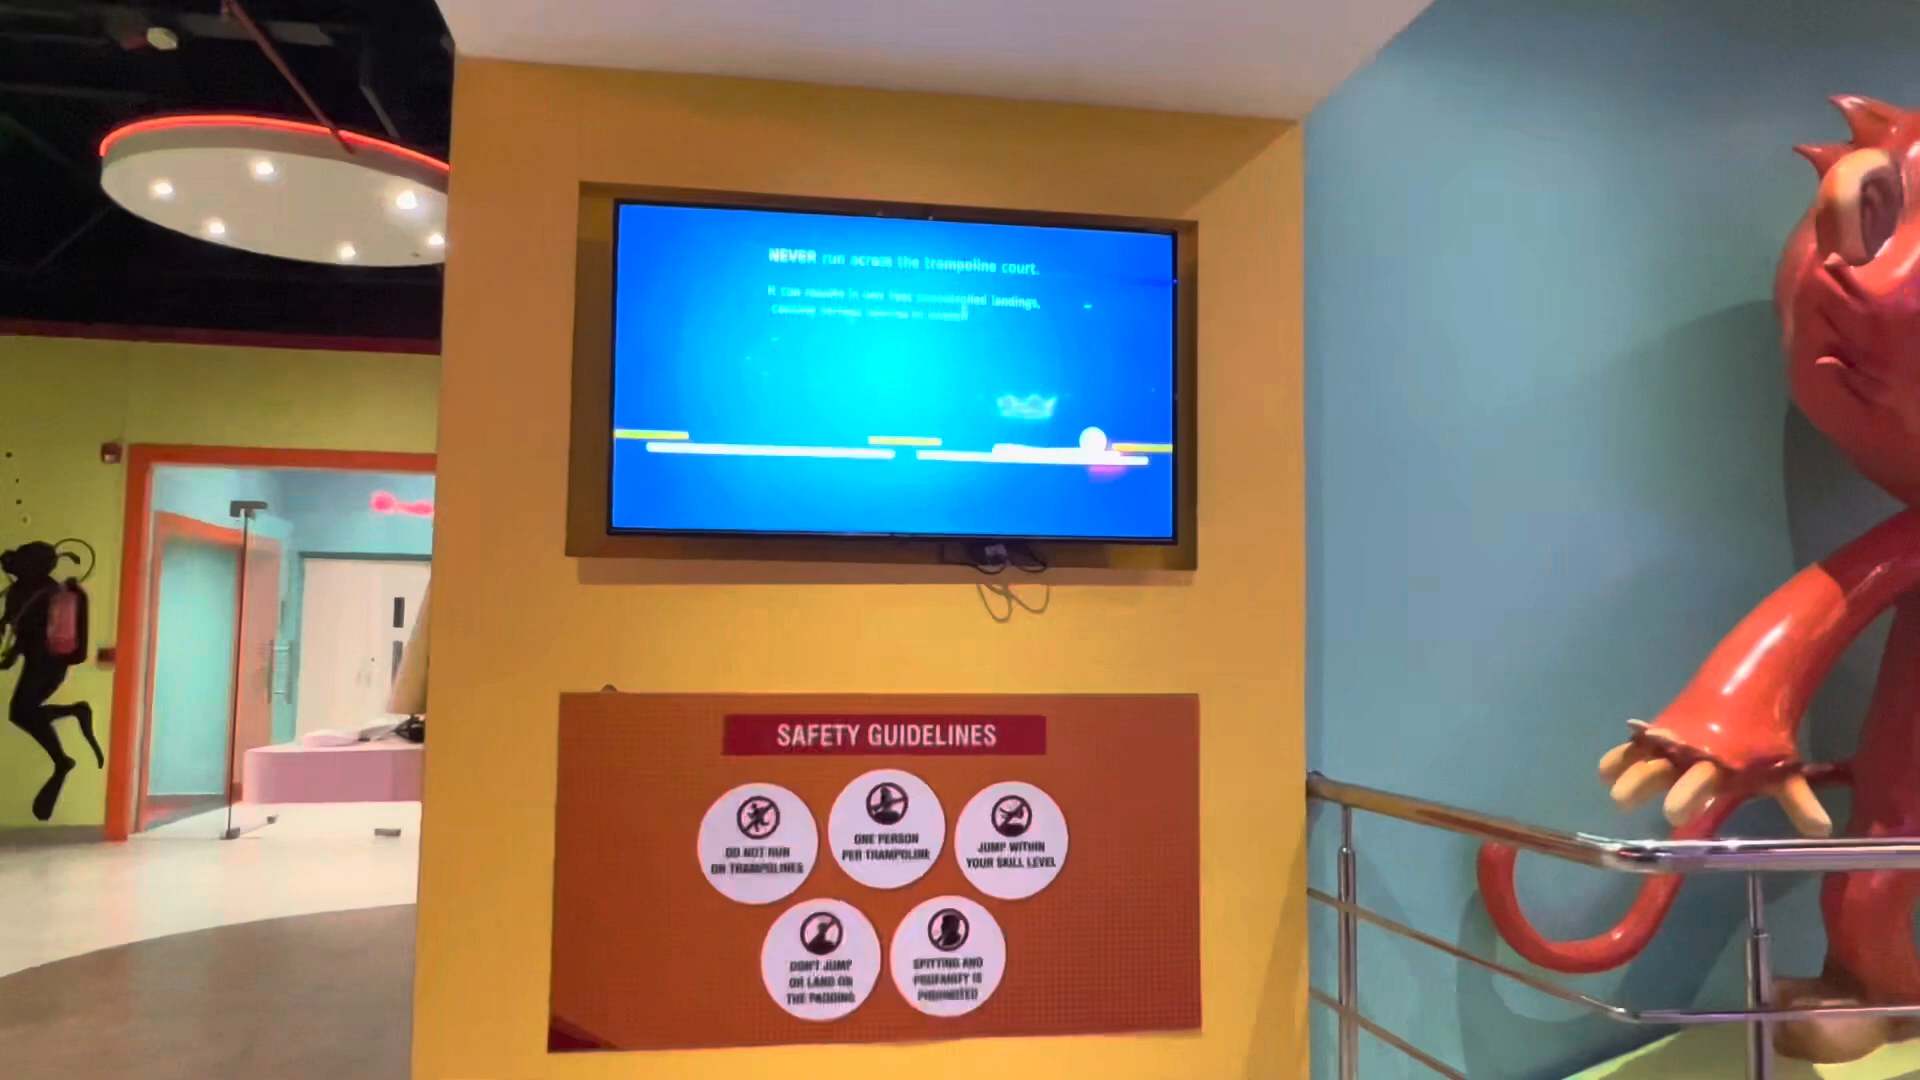 NEVER run across the trampoline court.
landings,
SAFETY GUIDELINES
DO NOT RUN
ON TRAMPOLINES
ONE PERSON
PER TRAMPOLINE
JUMP WITHIN
YOUR SKILL LEVEL
DON'T JUMP
OR LAND ON
THE PADDING
SPITTING AND
PROFANITY IS
PROHIBITED